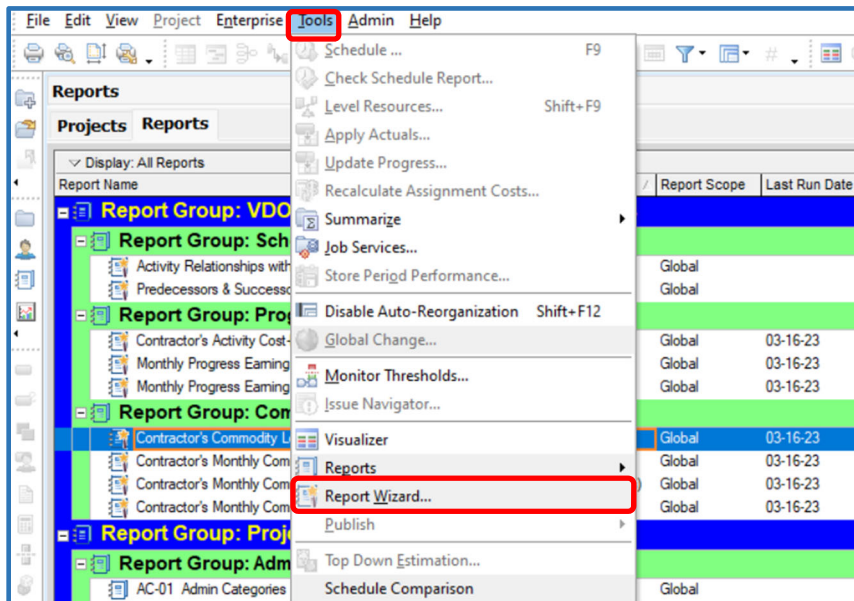 File Edit View Project Enterprise Tools Admin Help
Schedule ... F9
Check Schedule Report...
Reports
Level Resources... Shift+F9
Projects Reports
Apply Actuals...
Display: All Reports
Update Progress...
Report Name
Recalculate Assignment Costs...
Report Scope Last Run Date
Report Group: VDO
Summarize
Report Group: Sch
Job Services...
Activity Relationships with
Global
Store Period Performance...
Predecessors & Successo
Global
Report Group: Prog
Disable Auto-Reorganization Shift+F12
Contractor's Activity Cost-
Global Change...
Global 03-16-23
Monthly Progress Earning
Global 03-16-23
Monitor Thresholds...
Monthly Progress Earning
Global 03-16-23
Issue Navigator...
Report Group: Com
Contractor's Commodity L
Visualizer
Global 03-16-23
Contractor's Monthly Com
Reports
Global 03-16-23
Contractor's Monthly Com
)
Global 03-16-23
Report Wizard...
Contractor's Monthly Com
Global 03-16-23
Publish
Report Group: Proj
Report Group: Adm
Top Down Estimation...
AC-01 Admin Categories
Schedule Comparison
Global